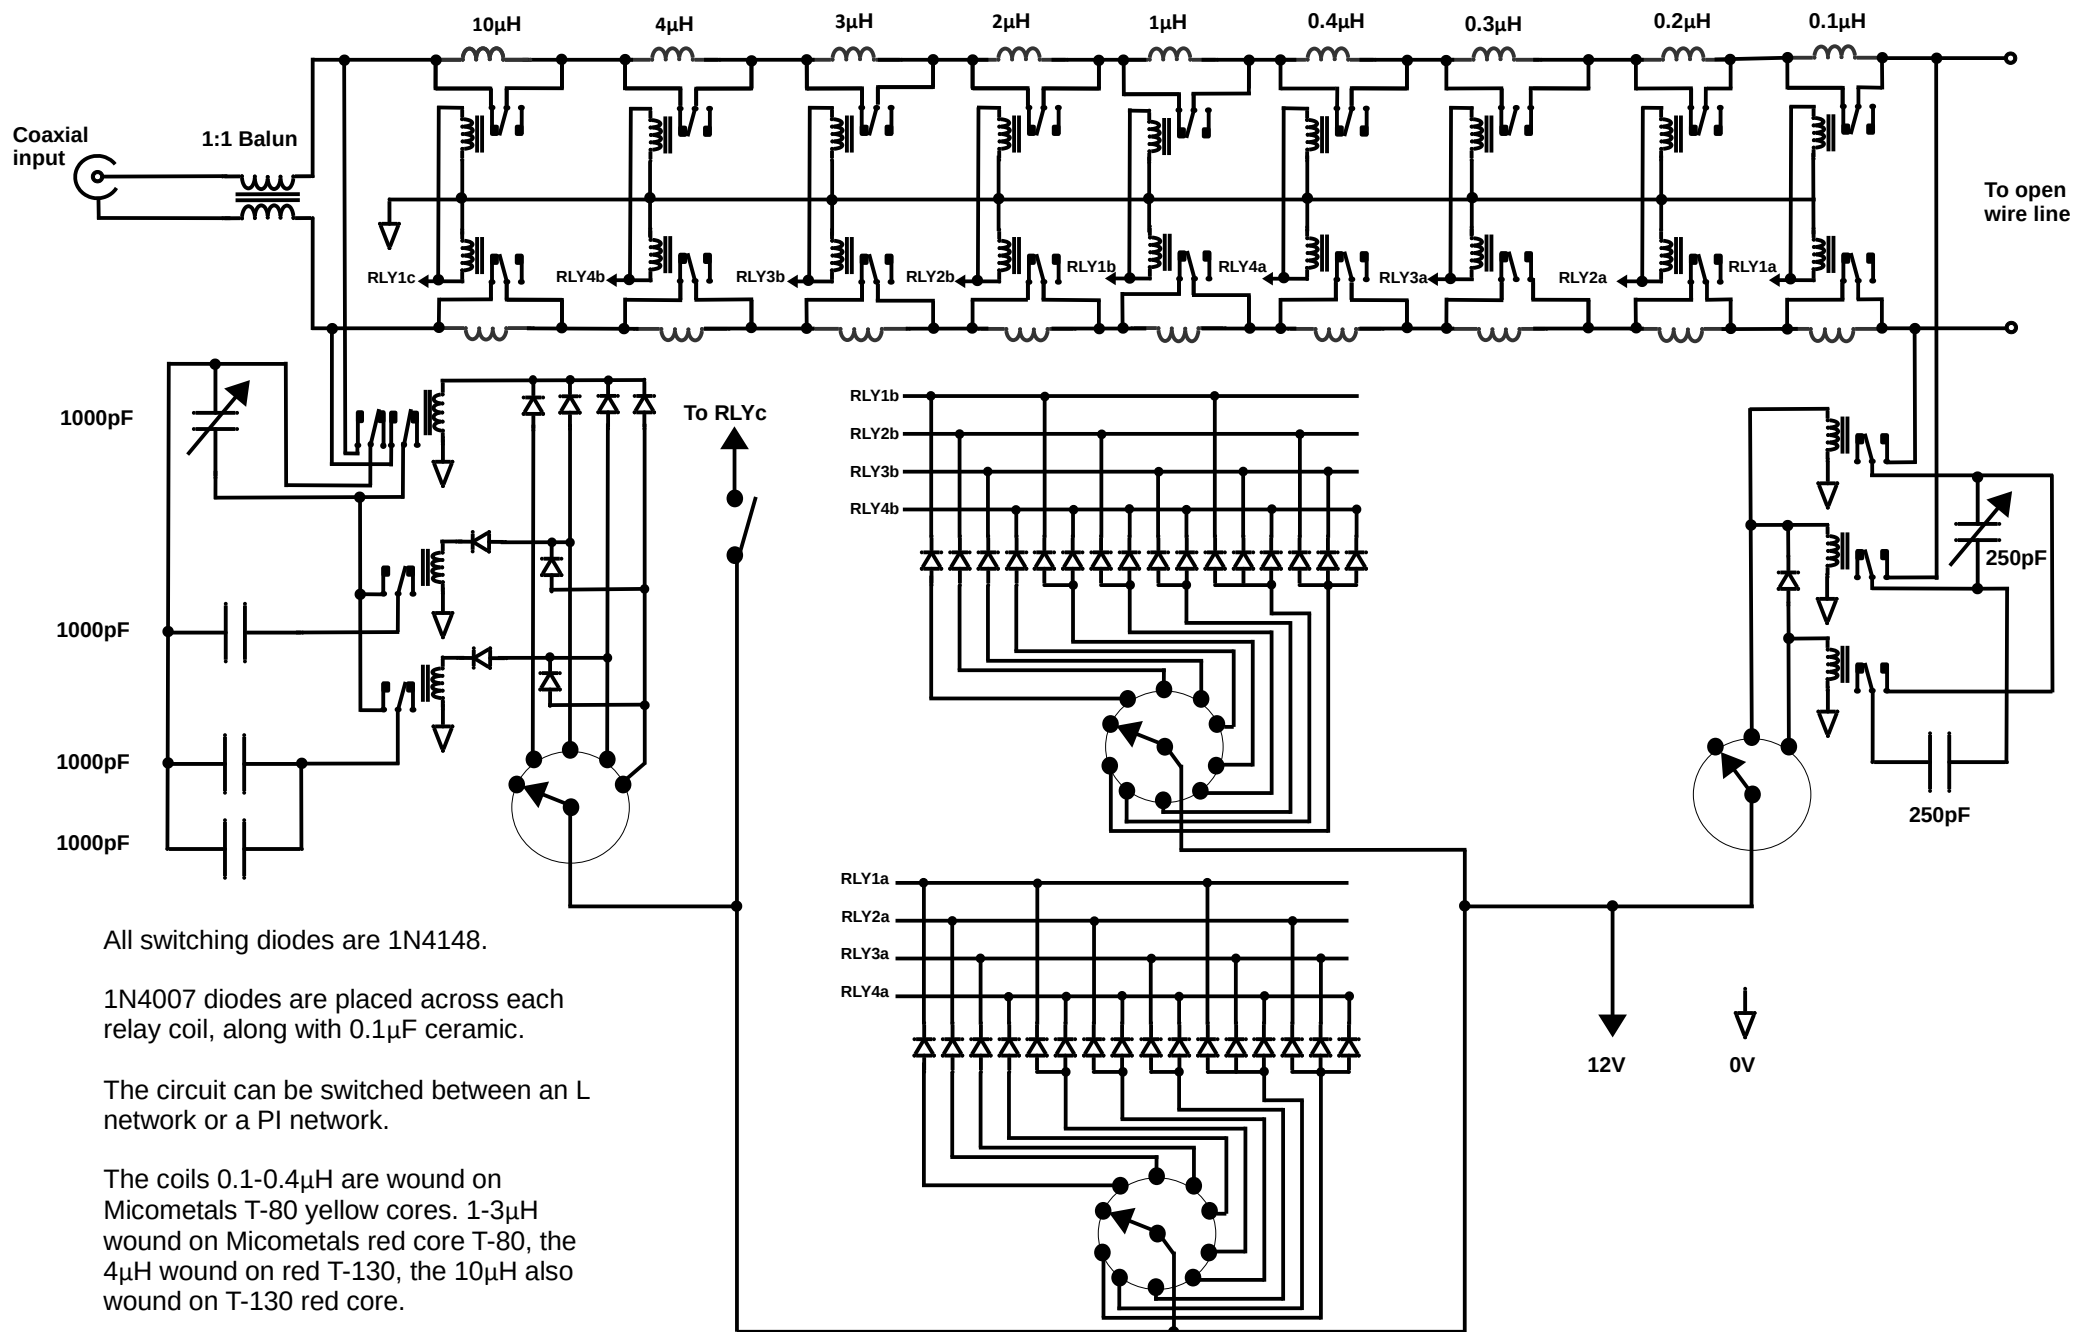 10µH
4µH
3µH
2µH
1µH
0.4µH
0.3µH
0.2µH
0.1µH
Coaxial
input
1:1 Balun
To open
wire line
RLY1c
RLY4b
RLY3b
RLY2b
RLY1b
RLY4a
RLY3a
RLY2a
RLY1a
1000pF
To RLYc
RLY1b
RLY2b
RLY3b
RLY4b
250pF
1000pF
1000pF
1000pF
250pF
RLY1a
RLY2a
RLY3a
RLY4a
12V
0V
All switching diodes are 1N4148.
1N4007 diodes are placed across each
relay coil, along with 0.1µF ceramic.
The circuit can be switched between an L
network or a PI network.
The coils 0.1-0.4µH are wound on
Micometals T-80 yellow cores. 1-3µH
wound on Micometals red core T-80, the
4µH wound on red T-130, the 10µH also
wound on T-130 red core.